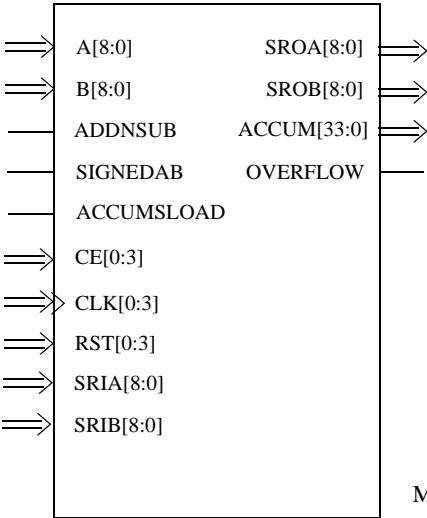 A[8:0] SROA[8:0]
B[8:0] SROB[8:0]
ADDNSUB ACCUM[33:0]
SIGNEDAB OVERFLOW
ACCUMSLOAD
CE[0:3]
CLK[0:3]
RST[0:3]
SRIA[8:0]
SRIB[8:0]
M